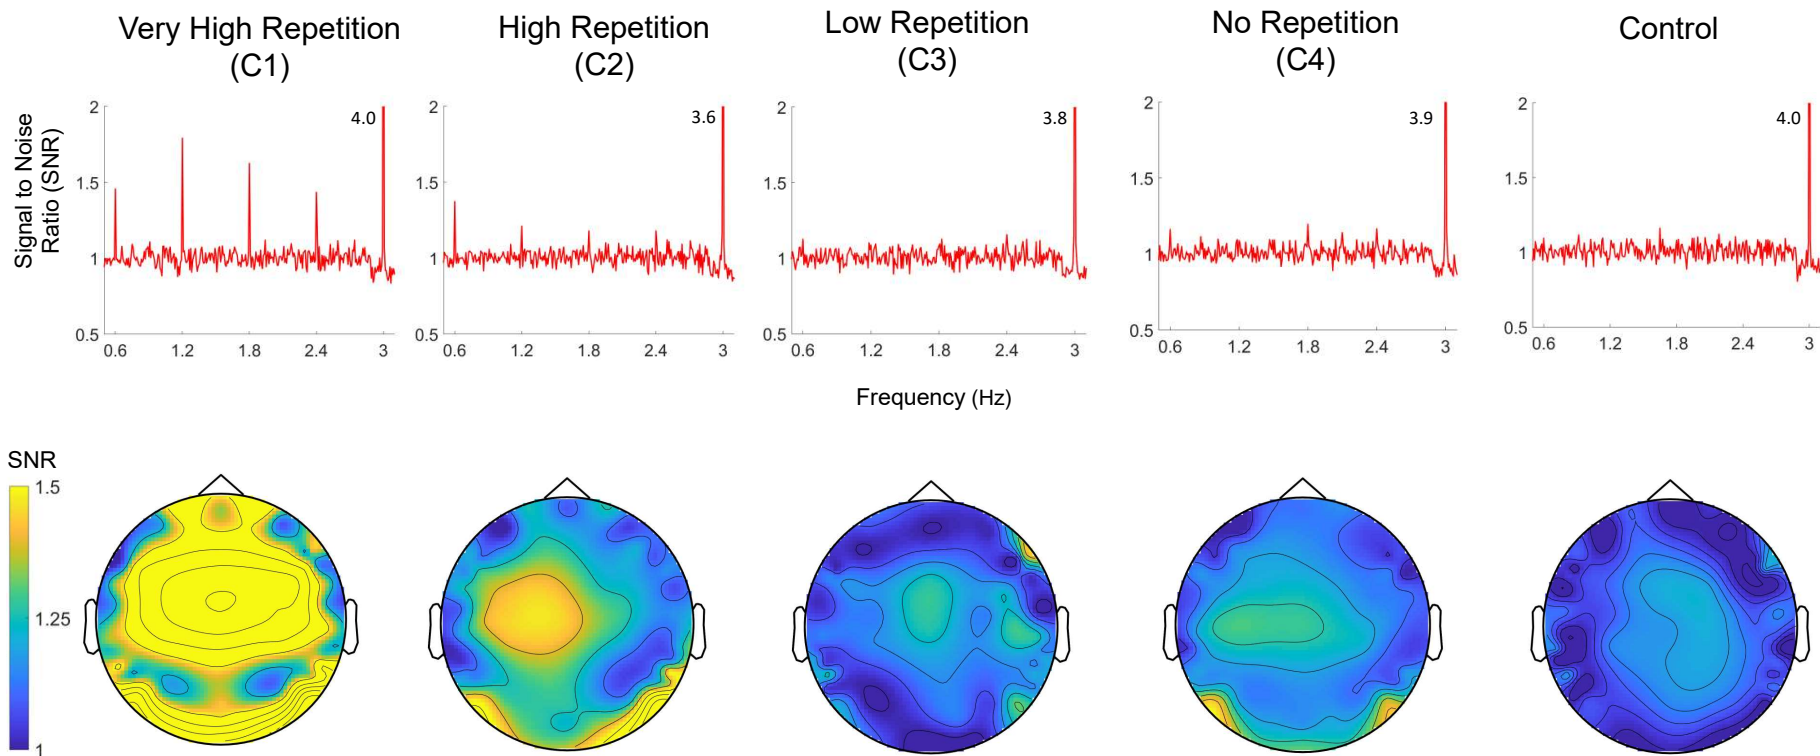 Very High Repetition
(C1)
High Repetition
(C2)
Low Repetition
(C3)
No Repetition
(C4)
Control
Signal to Noise
Ratio (SNR)
2
1.5
1
0.5
4.0
0.6 1.2 1.8 2.4 3
2
1.5
1
0.5
3.6
0.6 1.2 1.8 2.4 3
2
1.5
1
0.5
3.8
0.6 1.2 1.8 2.4 3
2
1.5
1
0.5
3.9
0.6 1.2 1.8 2.4 3
2
1.5
1
0.5
4.0
0.6 1.2 1.8 2.4 3
Frequency (Hz)
SNR
1.5
1.25
1